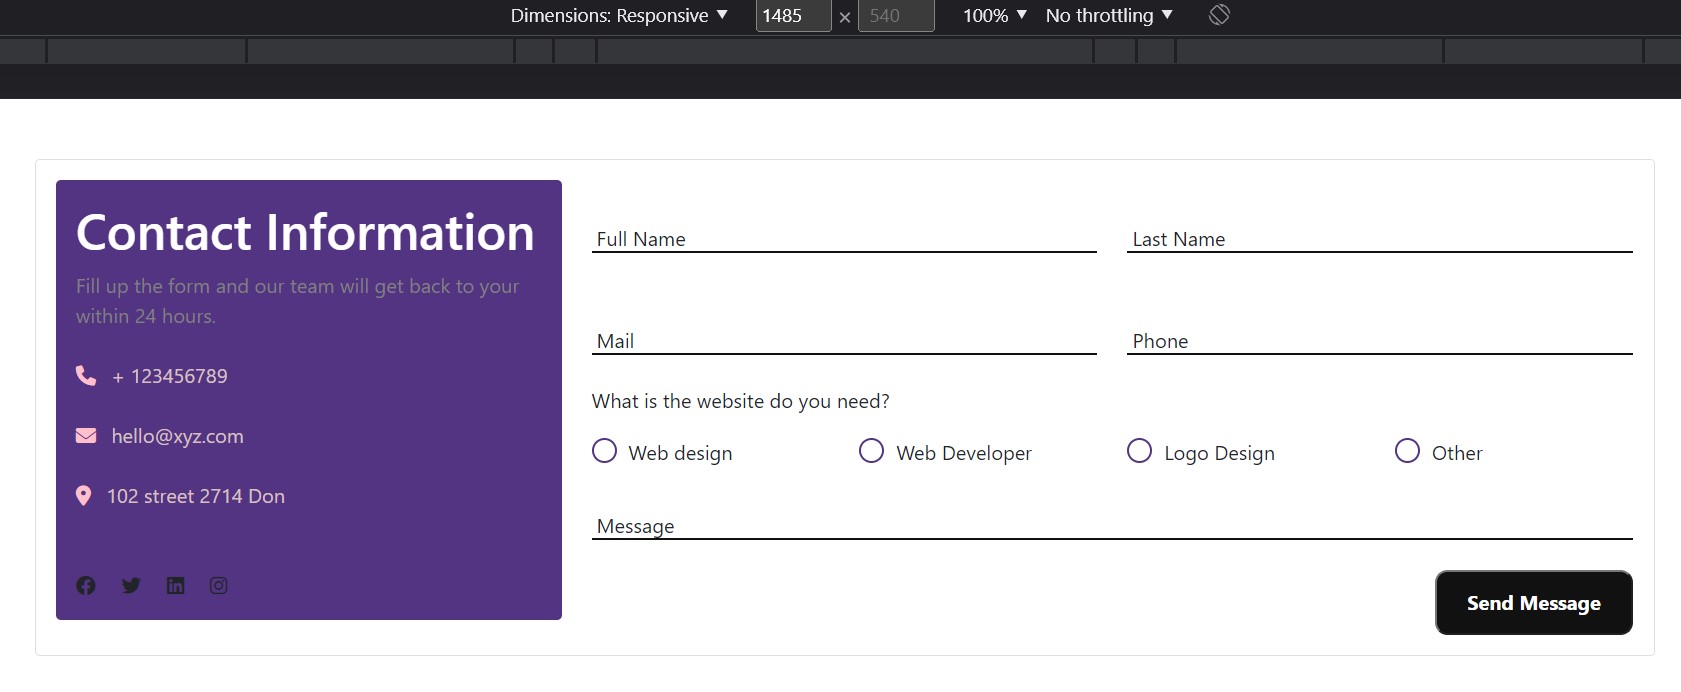 Dimensions: Responsive ▼ 1485 × 540 100% ▼ No throttling ▼
Contact Information
Fill up the form and our team will get back to your
within 24 hours.
+ 123456789
hello@xyz.com
102 street 2714 Don
Full Name
Last Name
Mail
Phone
What is the website do you need?
Web design
Web Developer
Logo Design
Other
Message
Send Message